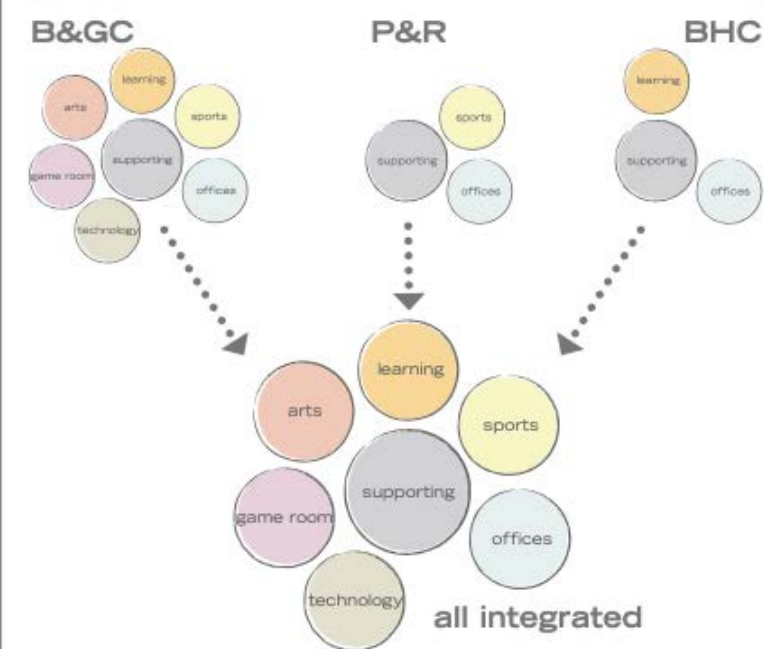 B&GC
learning
arts
sports
supporting
game room
offices
technology
P&R
sports
supporting
offices
BHC
learning
supporting
offices
learning
arts
sports
supporting
game room
offices
technology
all integrated